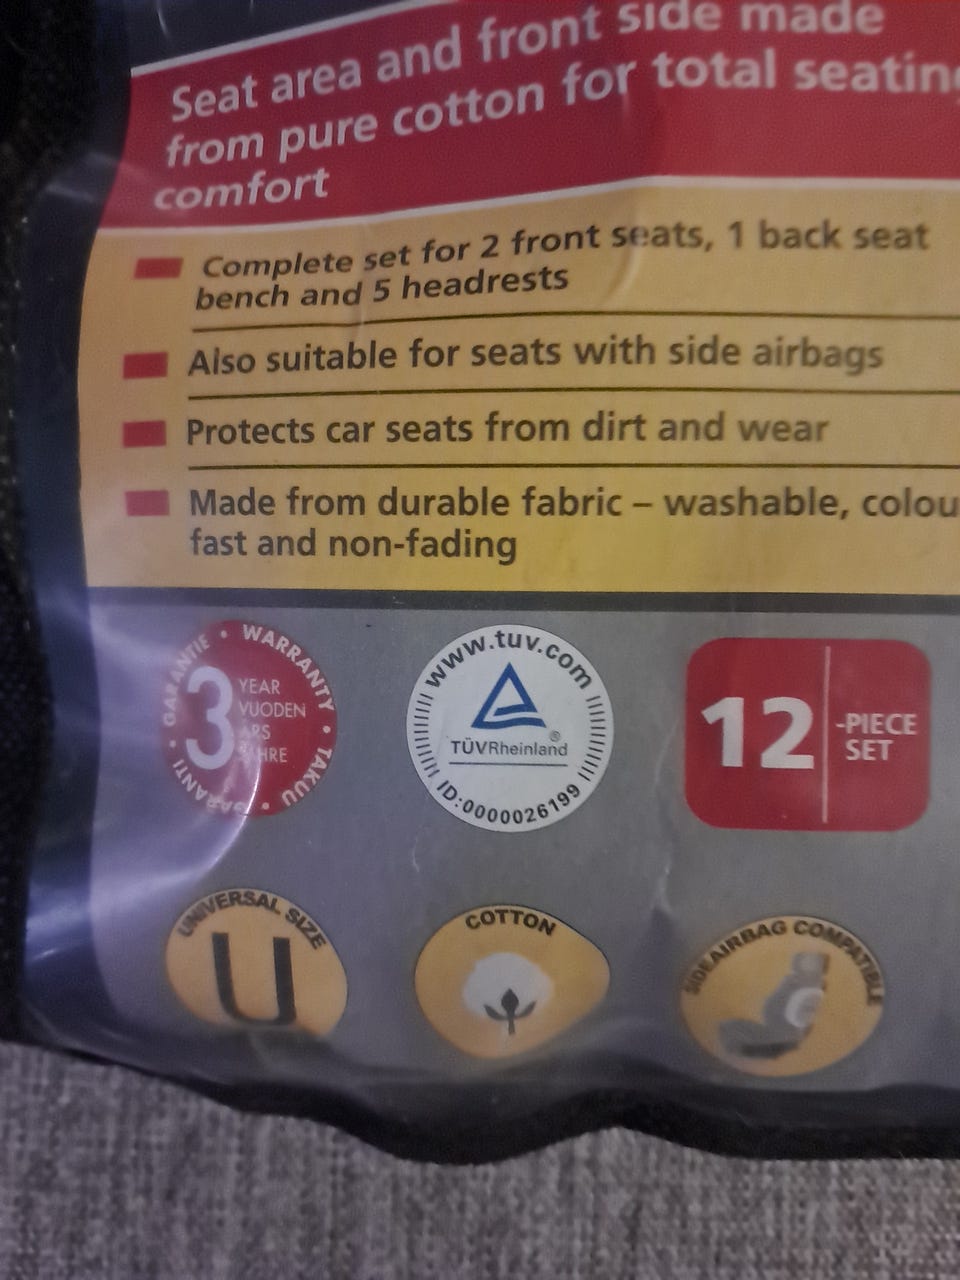 Seat area and front side made
from pure cotton for total seating
comfort
Complete set for 2 front seats, 1 back seat
bench and 5 headrests
Also suitable for seats with side airbags
Protects car seats from dirt and wear
Made from durable fabric – washable, colou
fast and non-fading
GARANTIE • WARRANTY • TAKUU • GARANTI •
3
YEAR
VUODEN
ÅRS
JAHRE
www.tuv.com
TÜVRheinland®
ID:0000026199
12
-PIECE
SET
UNIVERSAL SIZE
U
COTTON
SIDEAIRBAG COMPATIBLE